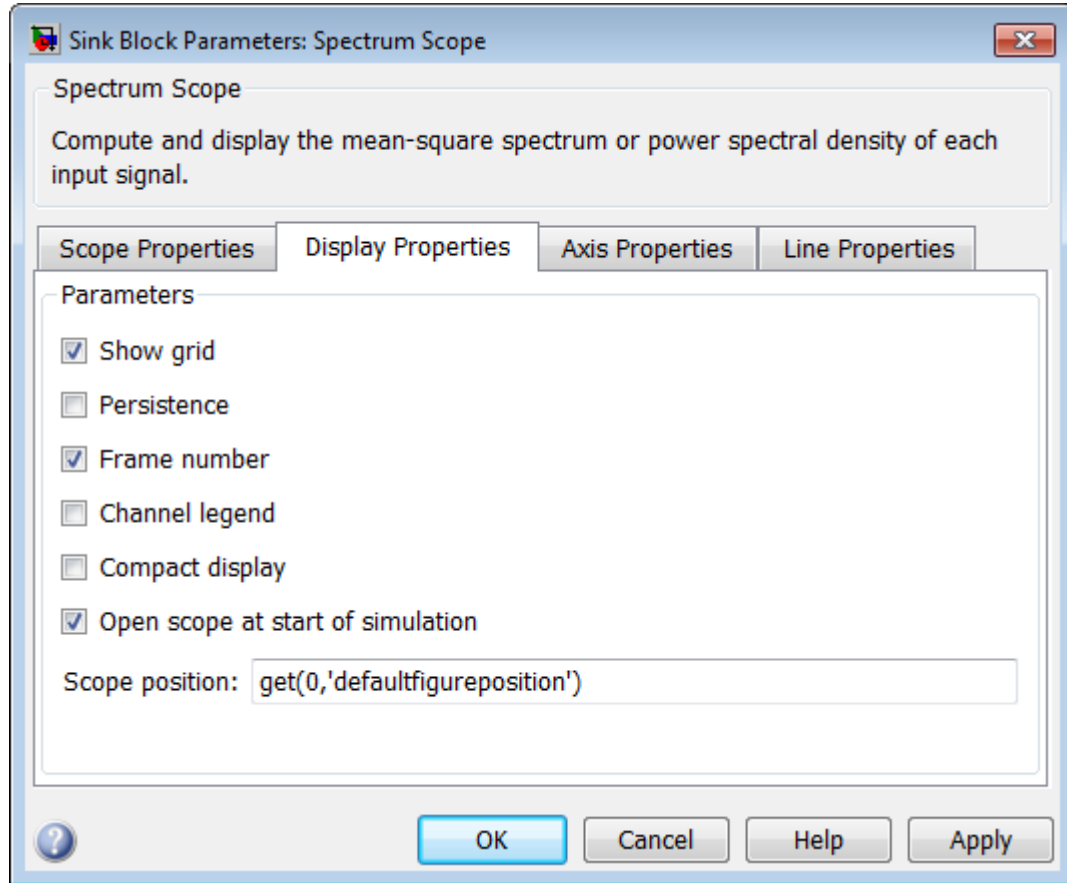 Sink Block Parameters: Spectrum Scope
Spectrum Scope
Compute and display the mean-square spectrum or power spectral density of each
input signal.
Scope Properties
Display Properties
Axis Properties
Line Properties
Parameters
Show grid
Persistence
Frame number
Channel legend
Compact display
Open scope at start of simulation
Scope position: get(0,'defaultfigureposition')
? OK Cancel Help Apply